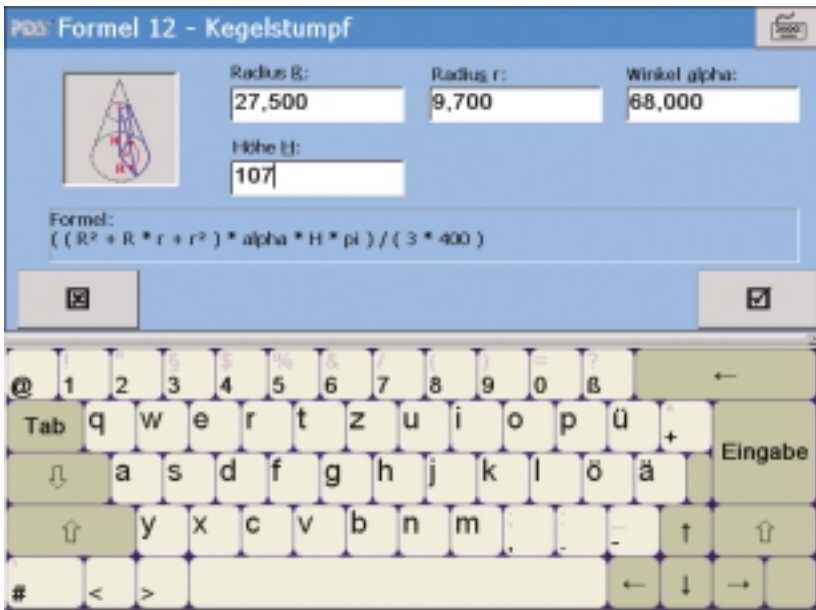 PDS Formel 12 - Kegelstumpf
Radius R: Radius r: Winkel alpha:
27,500 9,700 68,000
Höhe H:
107
Formel:
( ( R² + R * r + r² ) * alpha * H * pi ) / ( 3 * 400 )
! " § $ % & / ( ) = ?
@ 1 2 3 4 5 6 7 8 9 0 ß ←
Tab q w e r t z u i o p ü * + Eingabe
⇩ a s d f g h j k l ö ä
⇧ y x c v b n m ; , : . _ - ↑ ⇧
# < > ← ↓ →